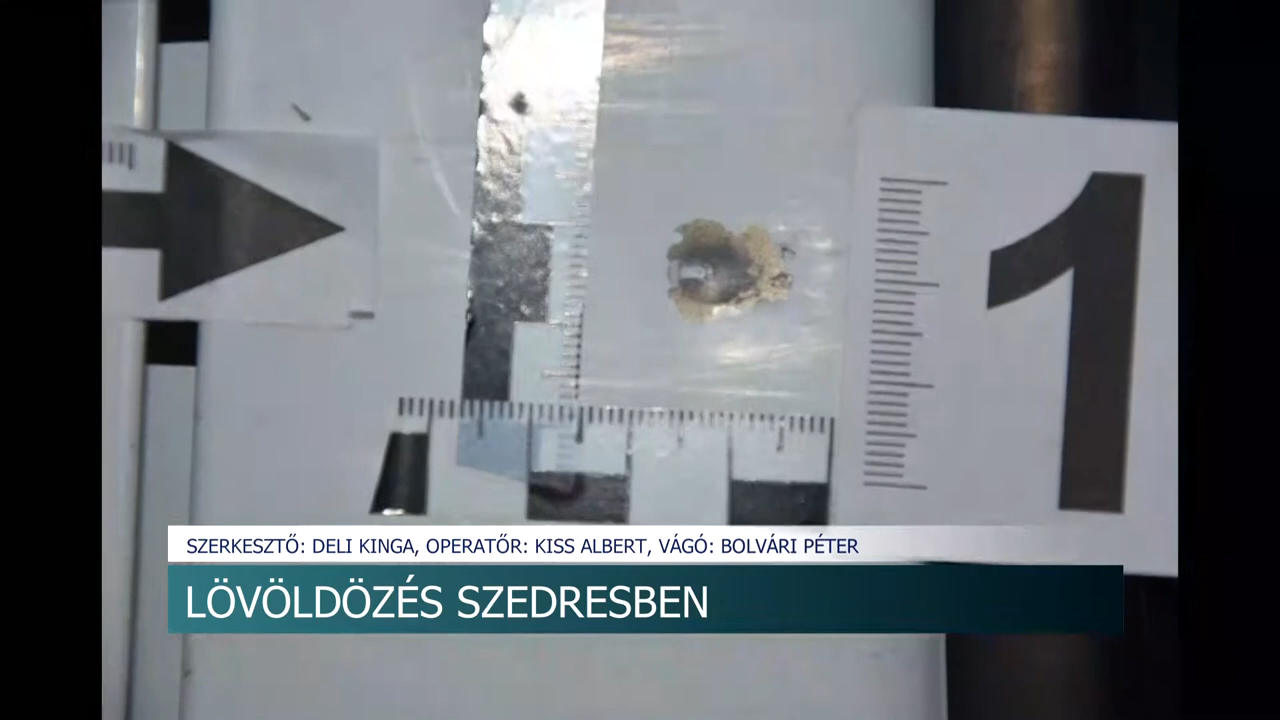 1
SZERKESZTŐ: DELI KINGA, OPERATŐR: KISS ALBERT, VÁGÓ: BOLVÁRI PÉTER
LÖVÖLDÖZÉS SZEDRESBEN